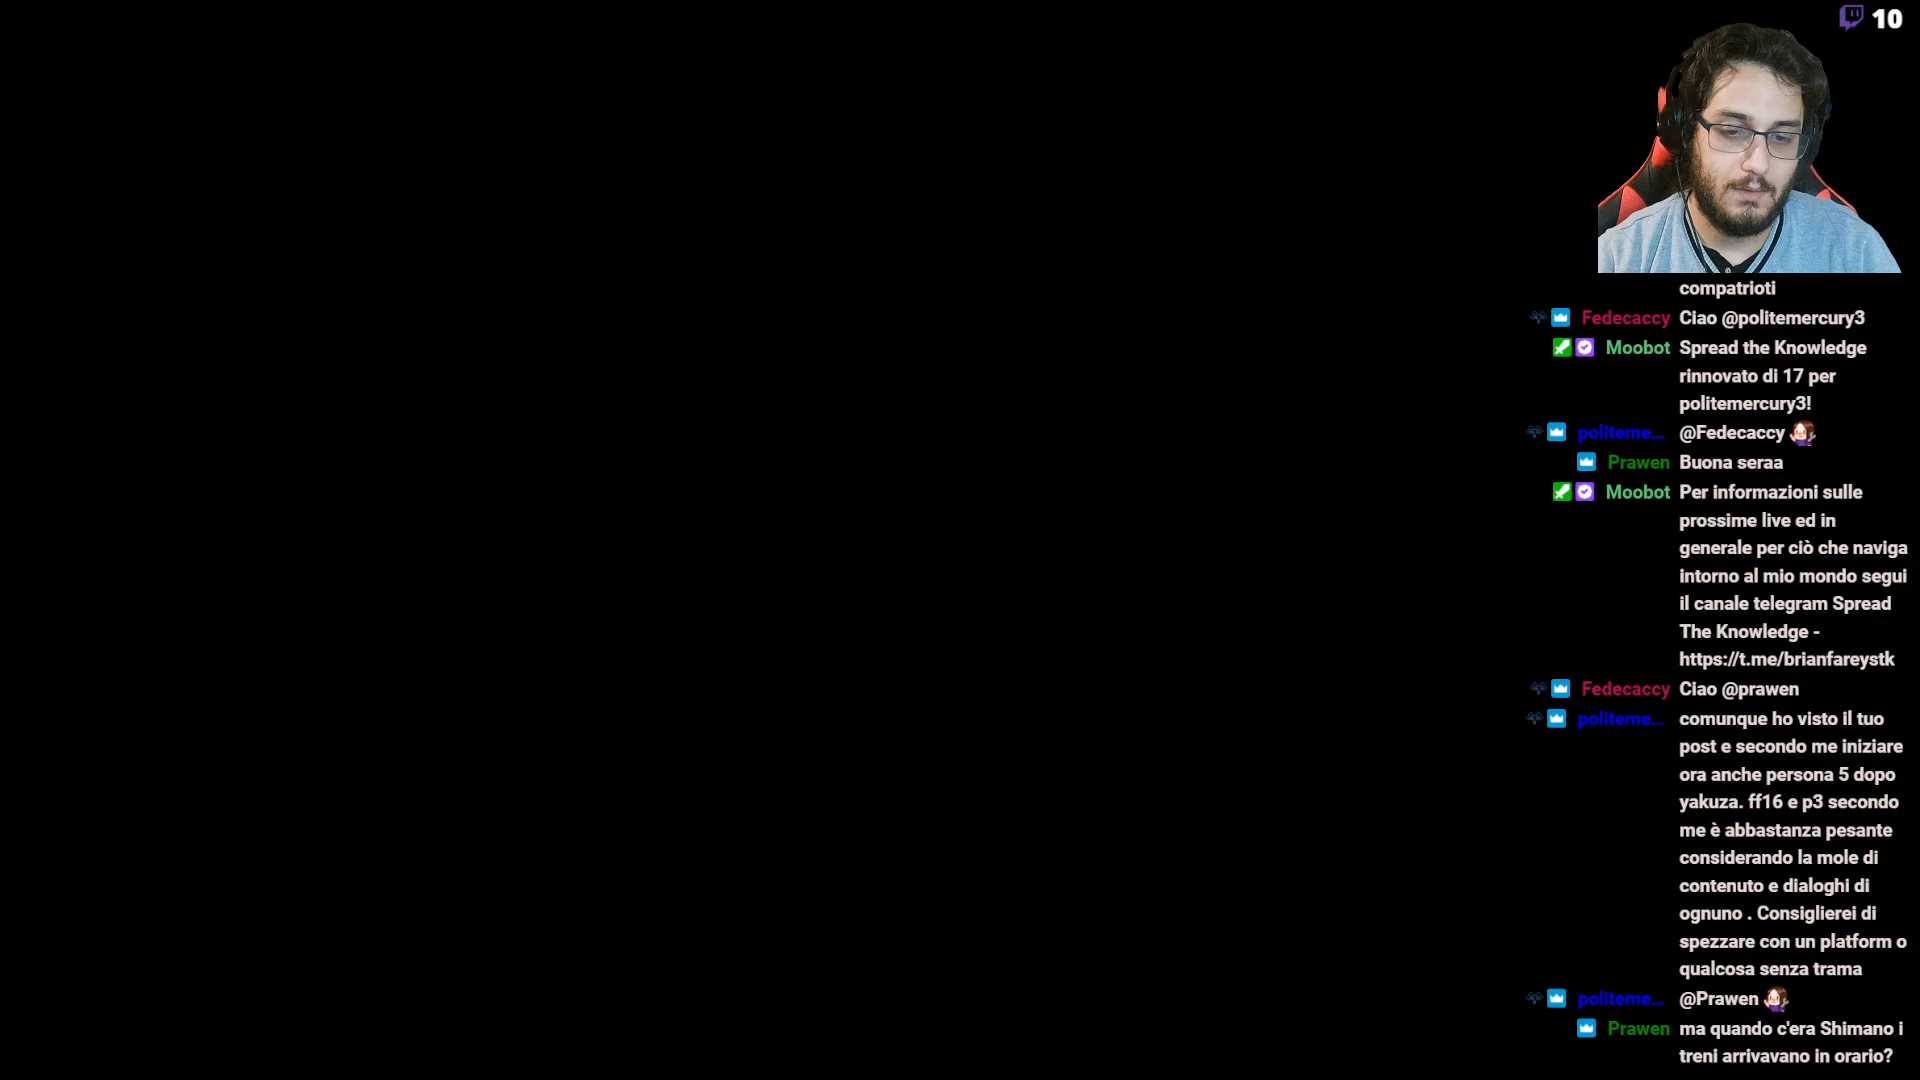 10
compatrioti
Fedecaccy Ciao @politemercury3
Moobot Spread the Knowledge
rinnovato di 17 per
politemercury3!
politeme... @Fedecaccy
Prawen Buona seraa
Moobot Per informazioni sulle
prossime live ed in
generale per ciò che naviga
intorno al mio mondo segui
il canale telegram Spread
The Knowledge -
https://t.me/brianfareystk
Fedecaccy Ciao @prawen
politeme... comunque ho visto il tuo
post e secondo me iniziare
ora anche persona 5 dopo
yakuza. ff16 e p3 secondo
me è abbastanza pesante
considerando la mole di
contenuto e dialoghi di
ognuno . Consiglierei di
spezzare con un platform o
qualcosa senza trama
politeme... @Prawen
Prawen ma quando c'era Shimano i
treni arrivavano in orario?